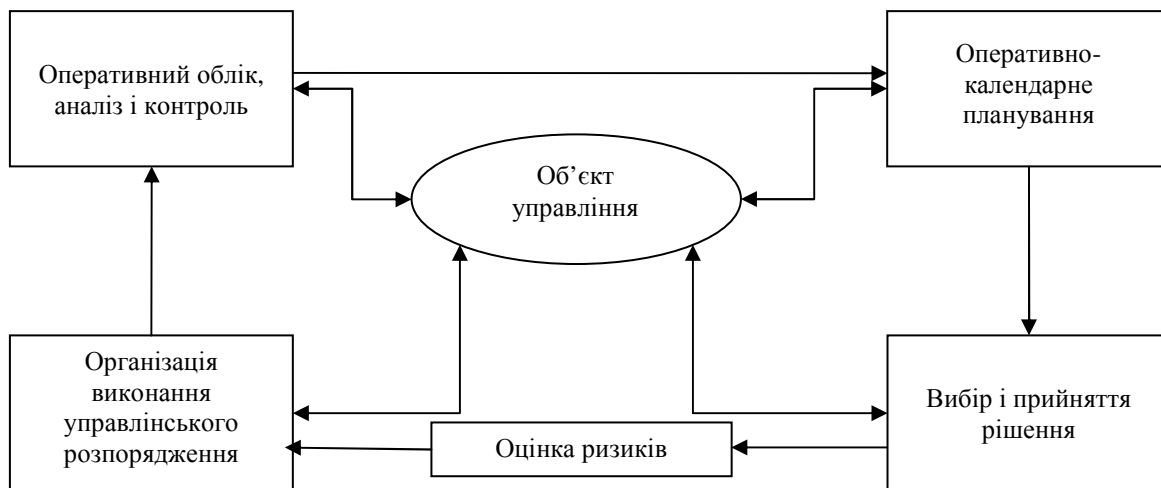 Оперативний облік,
аналіз і контроль
Оперативно-
календарне
планування
Об’єкт
управління
Організація
виконання
управлінського
розпорядження
Оцінка ризиків
Вибір і прийняття
рішення